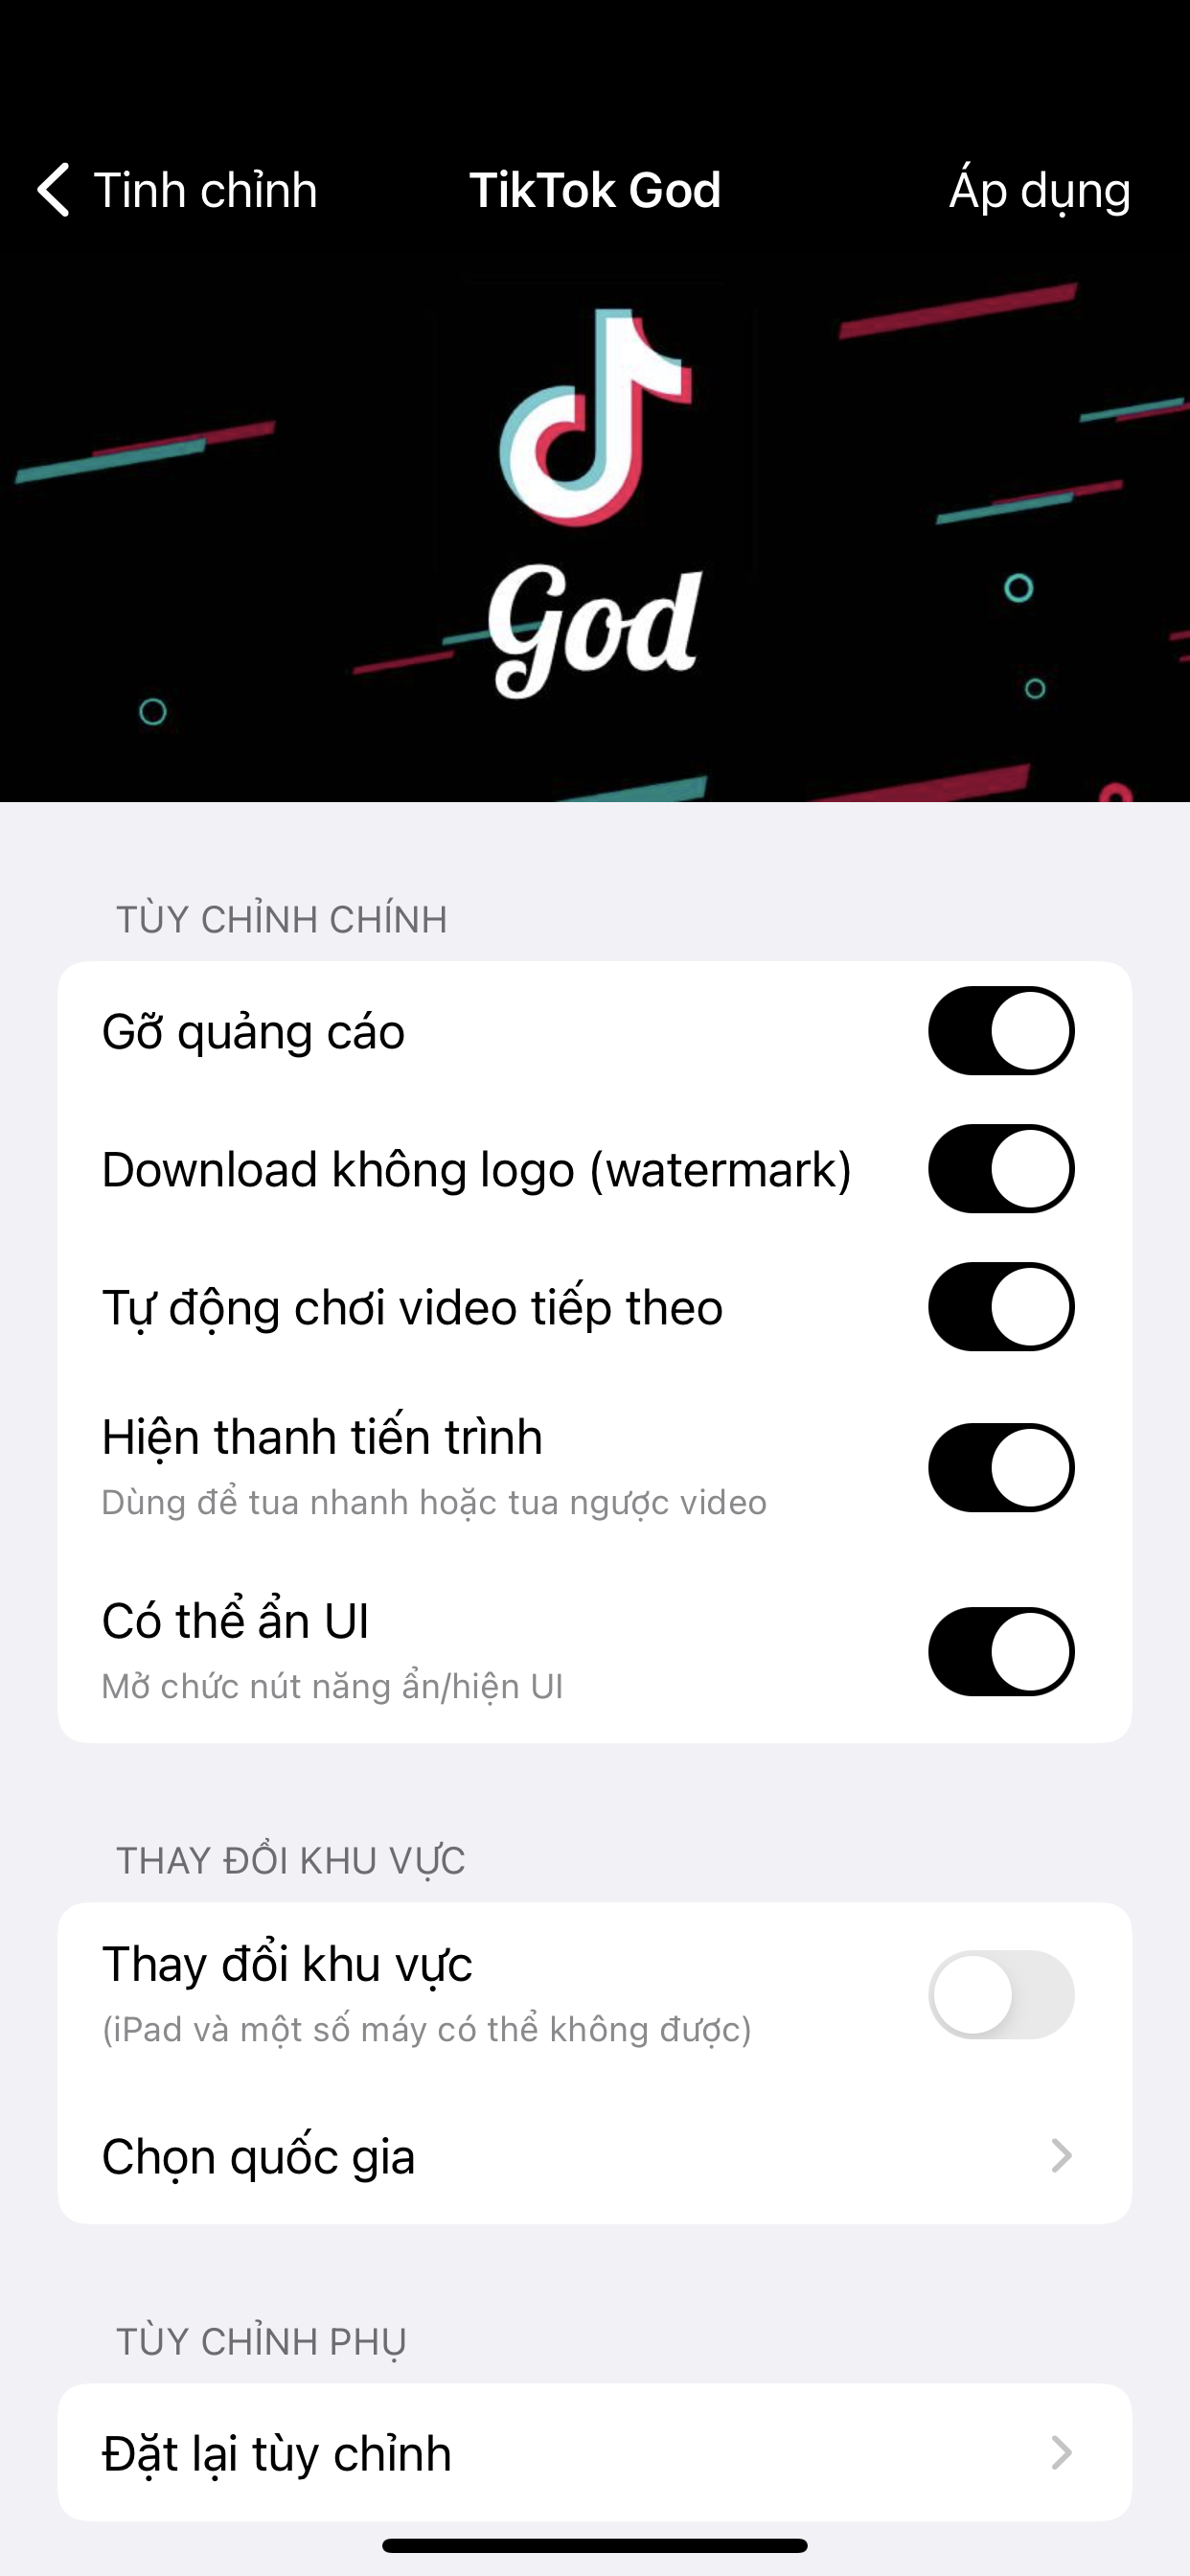 Tinh chỉnh
TikTok God
Áp dụng
God
TÙY CHỈNH CHÍNH
Gỡ quảng cáo
Download không logo (watermark)
Tự động chơi video tiếp theo
Hiện thanh tiến trình
Dùng để tua nhanh hoặc tua ngược video
Có thể ẩn UI
Mở chức nút năng ẩn/hiện UI
THAY ĐỔI KHU VỰC
Thay đổi khu vực
(iPad và một số máy có thể không được)
Chọn quốc gia
TÙY CHỈNH PHỤ
Đặt lại tùy chỉnh